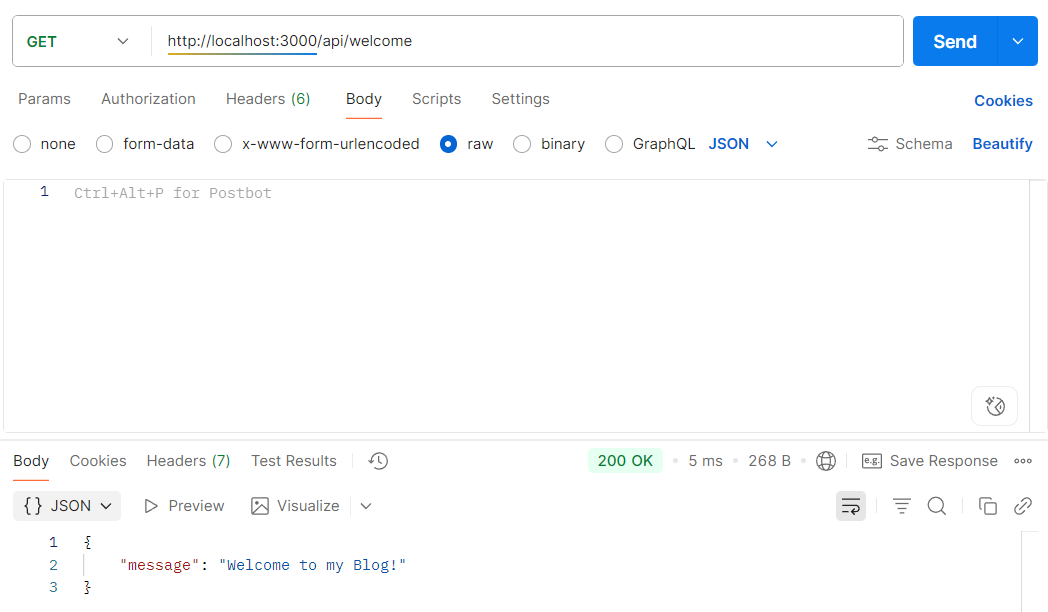 GET http://localhost:3000/api/welcome Send
Params Authorization Headers (6) Body Scripts Settings Cookies
none form-data x-www-form-urlencoded raw binary GraphQL JSON Schema Beautify
1 Ctrl+Alt+P for Postbot
Body Cookies Headers (7) Test Results 200 OK 5 ms 268 B e.g. Save Response
{} JSON Preview Visualize
1 {
2 "message": "Welcome to my Blog!"
3 }